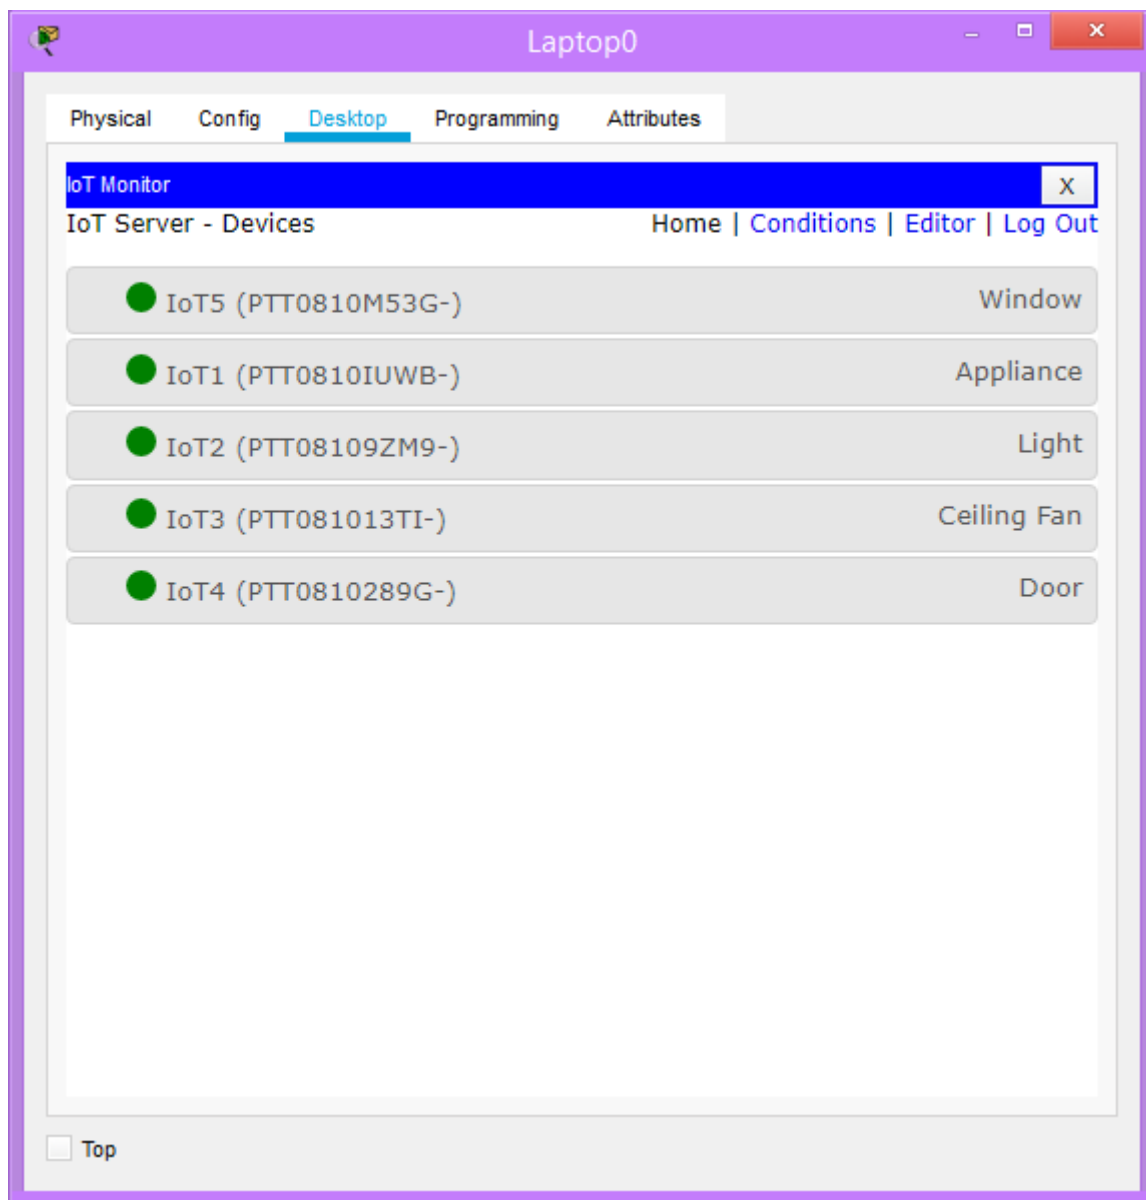 Laptop0
Physical Config Desktop Programming Attributes
IoT Monitor X
IoT Server - Devices Home | Conditions | Editor | Log Out
IoT5 (PTT0810M53G-) Window
IoT1 (PTT0810IUWB-) Appliance
IoT2 (PTT08109ZM9-) Light
IoT3 (PTT081013TI-) Ceiling Fan
IoT4 (PTT0810289G-) Door
Top